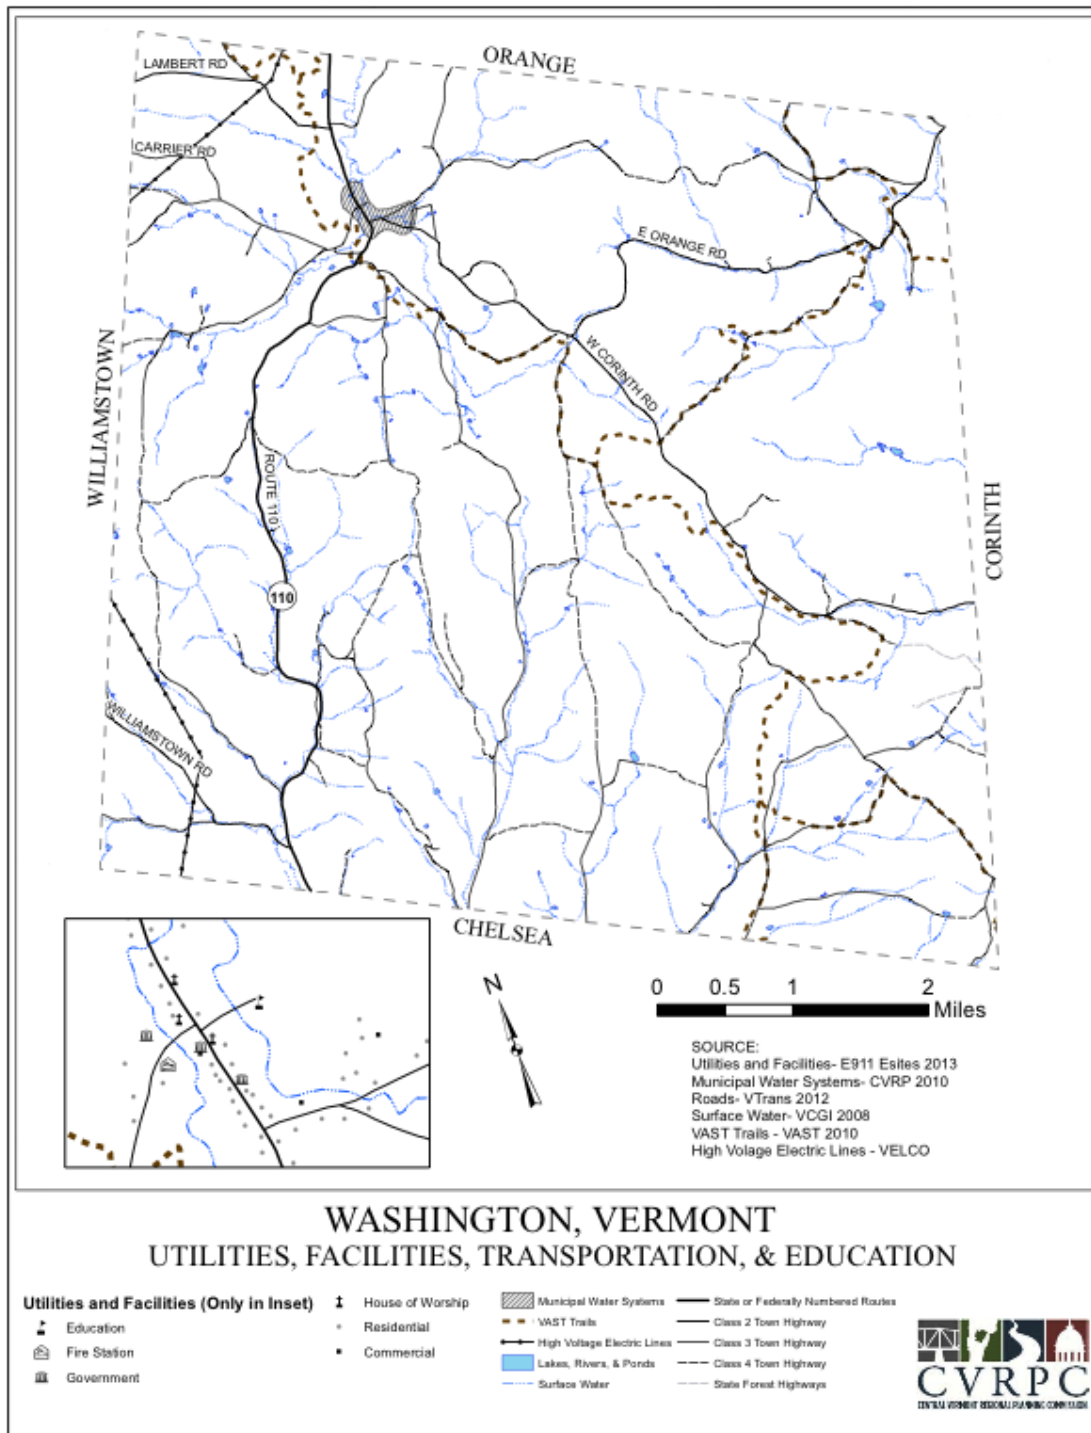 ORANGE
LAMBERT RD
CARRIER RD
E ORANGE RD
W CORINTH RD
WILLIAMSTOWN
ROUTE 110
CORINTH
110
WILLIAMSTOWN RD
CHELSEA
N
0 0.5 1 2
Miles
SOURCE:
Utilities and Facilities- E911 Esites 2013
Municipal Water Systems- CVRP 2010
Roads- VTrans 2012
Surface Water- VCGI 2008
VAST Trails - VAST 2010
High Volage Electric Lines - VELCO
WASHINGTON, VERMONT
UTILITIES, FACILITIES, TRANSPORTATION, & EDUCATION
Utilities and Facilities (Only in Inset)
Education
Fire Station
Government
House of Worship
Residential
Commercial
Municipal Water Systems
VAST Trails
High Voltage Electric Lines
Lakes, Rivers, & Ponds
Surface Water
State or Federally Numbered Routes
Class 2 Town Highway
Class 3 Town Highway
Class 4 Town Highway
State Forest Highways
CVRPC
CENTRAL VERMONT REGIONAL PLANNING COMMISSION